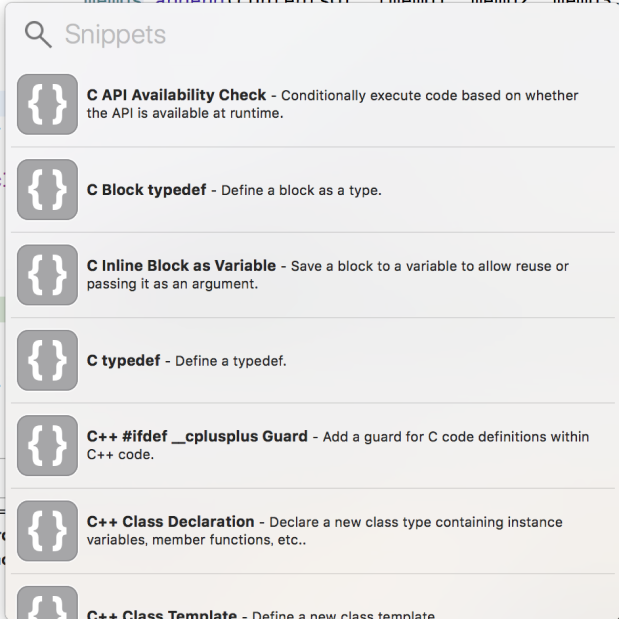 Snippets
C API Availability Check - Conditionally execute code based on whether
the API is available at runtime.
C Block typedef - Define a block as a type.
C Inline Block as Variable - Save a block to a variable to allow reuse or
passing it as an argument.
C typedef - Define a typedef.
C++ #ifdef __cplusplus Guard - Add a guard for C code definitions within
C++ code.
C++ Class Declaration - Declare a new class type containing instance
variables, member functions, etc..
C++ Class Template - Define a new class template